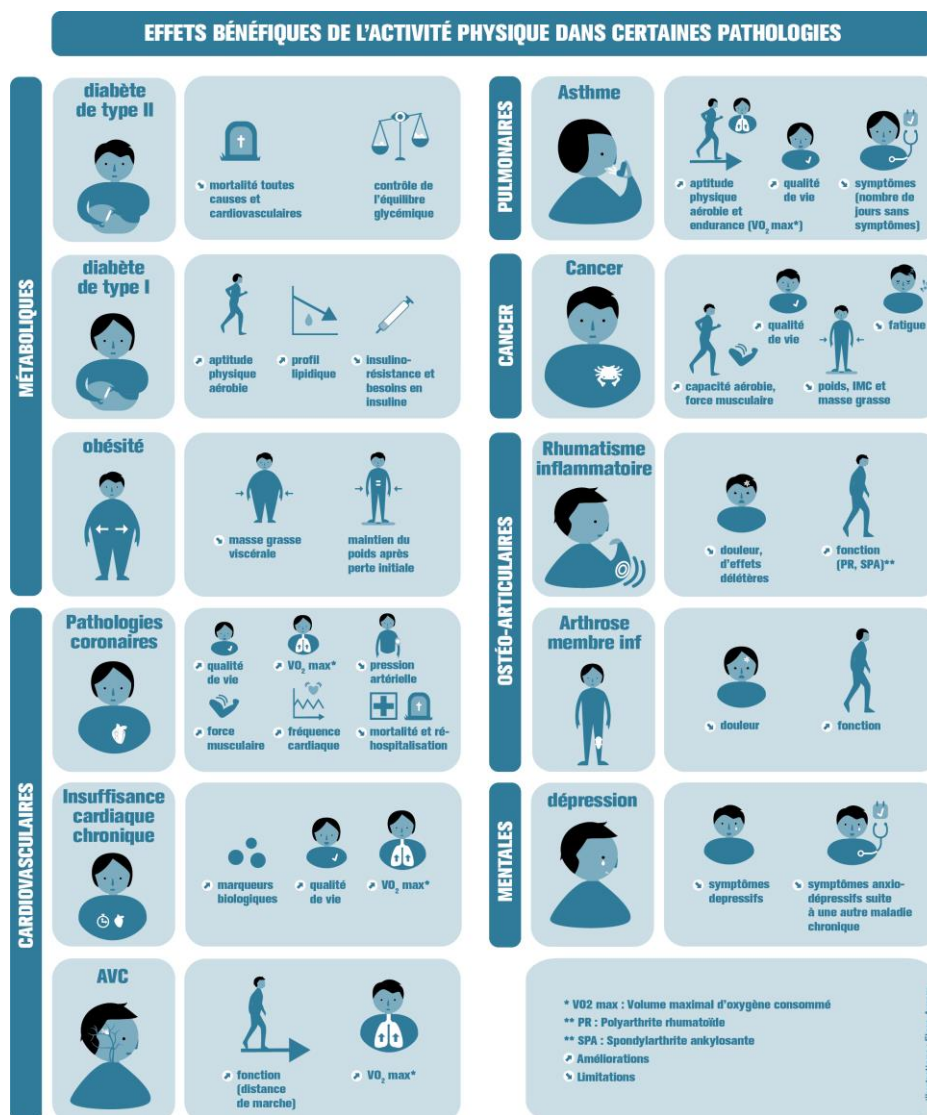 EFFETS BÉNÉFIQUES DE L'ACTIVITÉ PHYSIQUE DANS CERTAINES PATHOLOGIES
MÉTABOLIQUES
diabète
de type II
↘ mortalité toutes
causes et
cardiovasculaires
contrôle de
l'équilibre
glycémique
diabète
de type I
↗ aptitude
physique
aérobie
↗ profil
lipidique
↘ insulino-
résistance et
besoins en
insuline
obésité
↘ masse grasse
viscérale
maintien du
poids après
perte initiale
CARDIOVASCULAIRES
Pathologies
coronaires
↗ qualité
de vie
↗ VO₂ max*
↘ pression
artérielle
↗ force
musculaire
↗ fréquence
cardiaque
↘ mortalité et ré-
hospitalisation
Insuffisance
cardiaque
chronique
↗ marqueurs
biologiques
↗ qualité
de vie
↗ VO₂ max*
AVC
↗ fonction
(distance
de marche)
↗ VO₂ max*
PULMONAIRES
Asthme
↗ aptitude
physique
aérobie et
endurance (VO₂ max*)
↗ qualité
de vie
↘ symptômes
(nombre de
jours sans
symptômes)
CANCER
Cancer
↗ qualité
de vie
↘ fatigue
↗ capacité aérobie,
force musculaire
↘ poids, IMC et
masse grasse
OSTÉO-ARTICULAIRES
Rhumatisme
inflammatoire
↘ douleur,
d'effets
délétères
↗ fonction
(PR, SPA)**
Arthrose
membre inf
↘ douleur
↗ fonction
MENTALES
dépression
↘ symptômes
depressifs
↘ symptômes anxio-
dépressifs suite
à une autre maladie
chronique
* VO2 max : Volume maximal d'oxygène consommé
** PR : Polyarthrite rhumatoïde
** SPA : Spondylarthrite ankylosante
↗ Améliorations
↘ Limitations